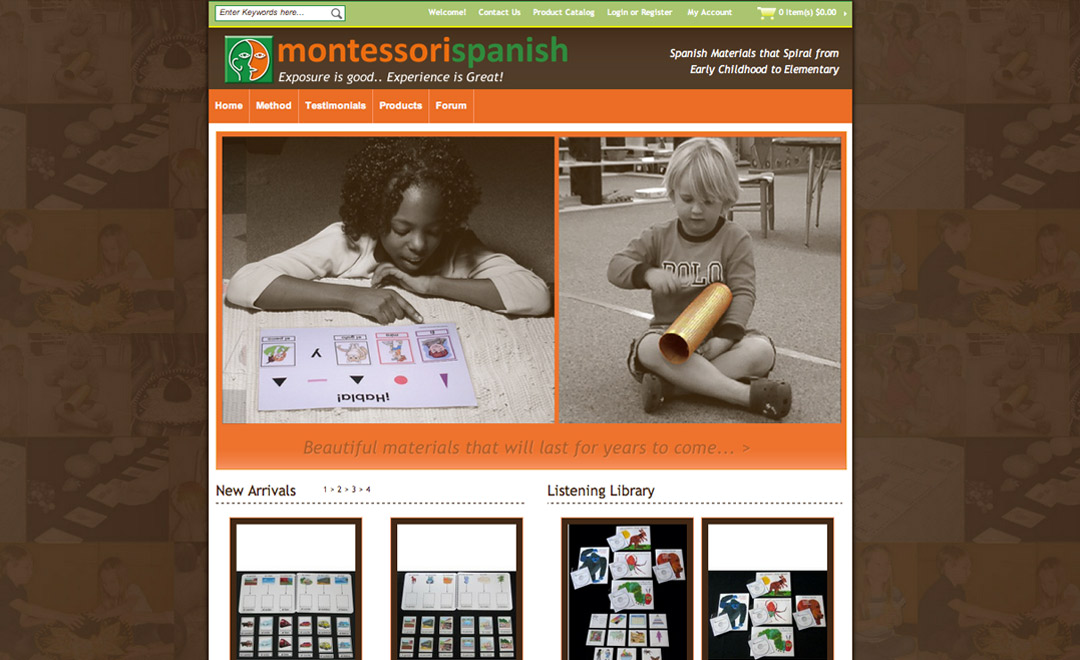 Enter Keywords here...
Welcome! Contact Us Product Catalog Login or Register My Account 0 Item(s) $0.00
montessorispanish
Exposure is good.. Experience is Great!
Spanish Materials that Spiral from
Early Childhood to Elementary
Home Method Testimonials Products Forum
POLO
y
¡Habla!
Beautiful materials that will last for years to come... >
New Arrivals 1 > 2 > 3 > 4
Listening Library